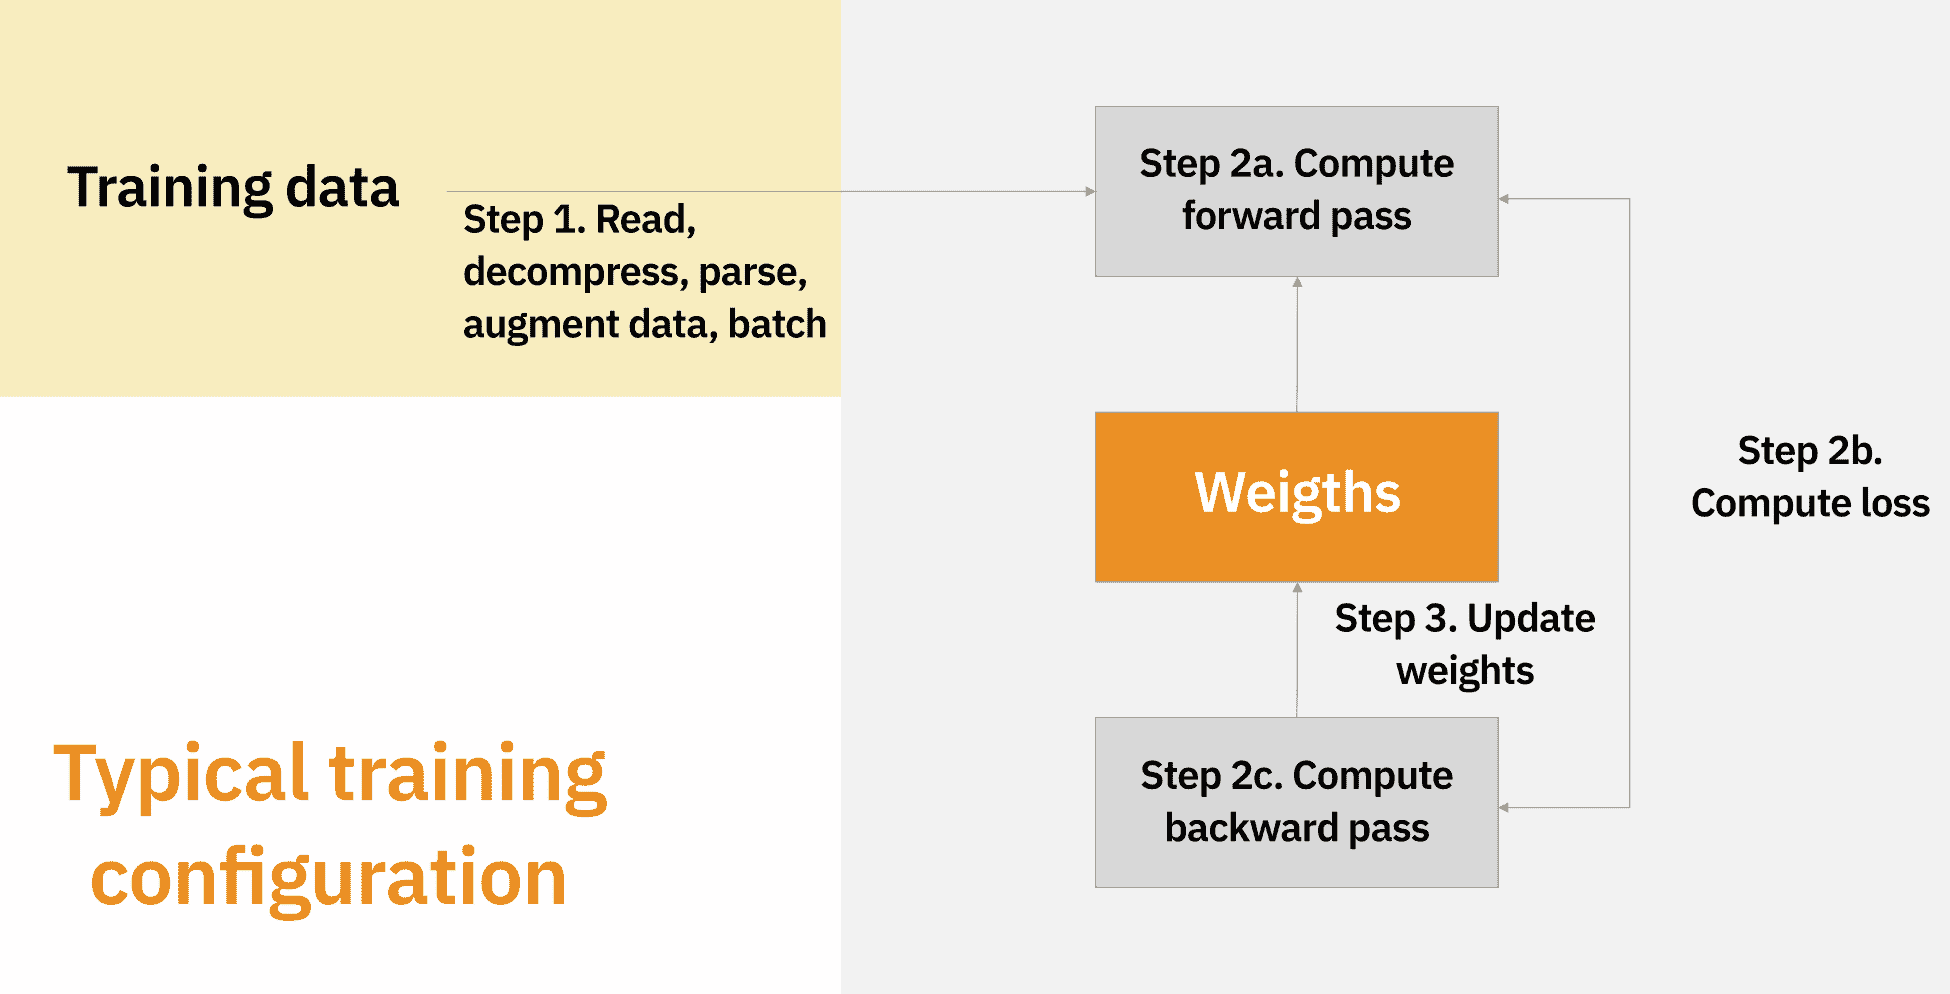 Training data
Step 1. Read,
decompress, parse,
augment data, batch
Step 2a. Compute
forward pass
Weigths
Step 2b.
Compute loss
Step 3. Update
weights
Step 2c. Compute
backward pass
Typical training
configuration